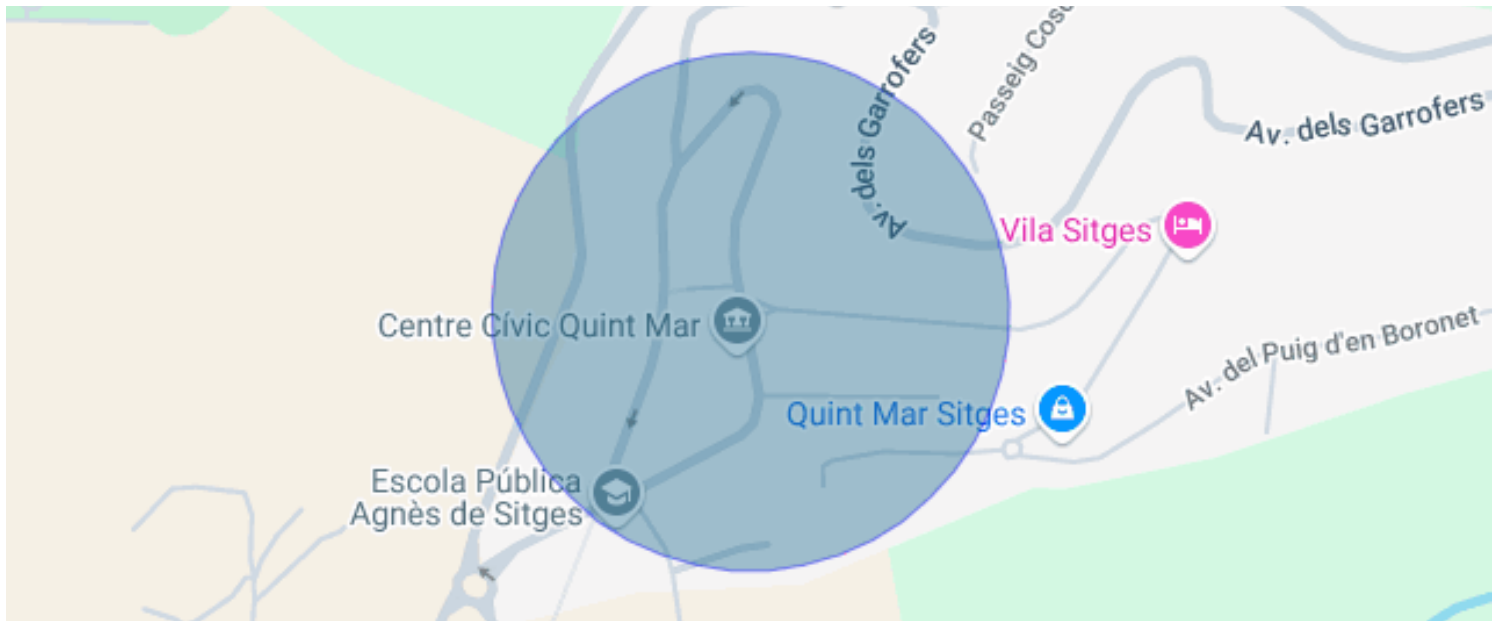 Av. dels Garrofers
Passeig Cos
Av. dels Garrofers
Vila Sitges
Centre Cívic Quint Mar
Av. del Puig d'en Boronet
Quint Mar Sitges
Escola Pública
Agnès de Sitges